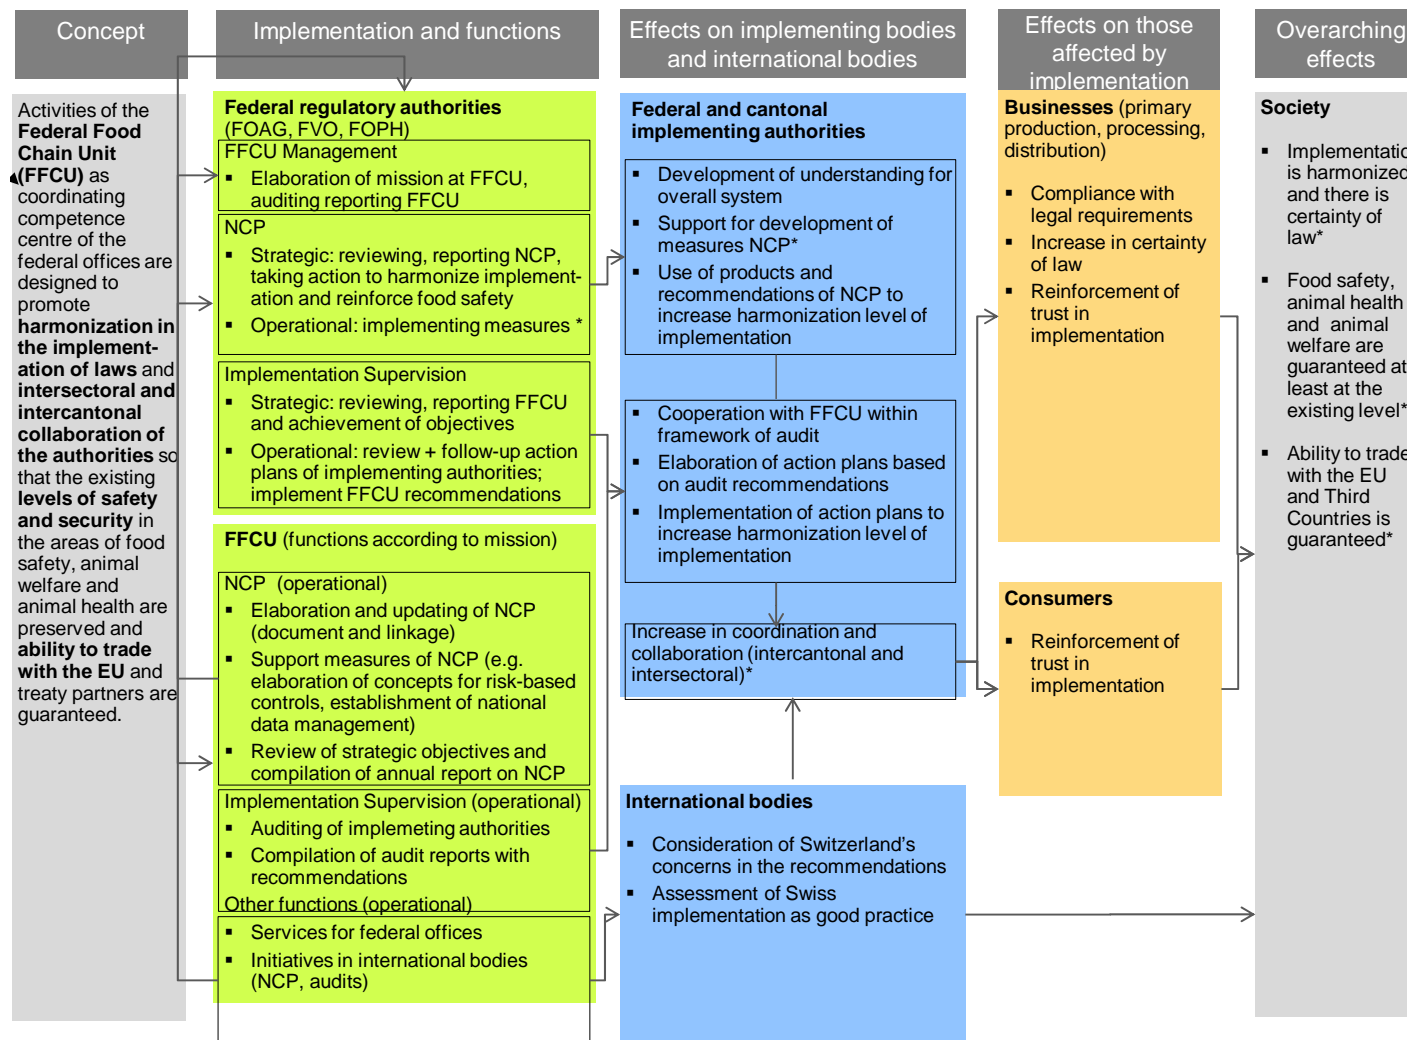 Concept
Implementation and functions
Effects on implementing bodies
and international bodies
Effects on those
affected by
implementation
Overarching
effects
Activities of the
Federal Food
Chain Unit
(FFCU) as
coordinating
competence
centre of the
federal offices are
designed to
promote
harmonization in
the implement-
ation of laws and
intersectoral and
intercantonal
collaboration of
the authorities so
that the existing
levels of safety
and security in
the areas of food
safety, animal
welfare and
animal health are
preserved and
ability to trade
with the EU and
treaty partners are
guaranteed.
Federal regulatory authorities
(FOAG, FVO, FOPH)
FFCU Management
▪ Elaboration of mission at FFCU,
auditing reporting FFCU
NCP
▪ Strategic: reviewing, reporting NCP,
taking action to harmonize implement-
ation and reinforce food safety
▪ Operational: implementing measures *
Implementation Supervision
▪ Strategic: reviewing, reporting FFCU
and achievement of objectives
▪ Operational: review + follow-up action
plans of implementing authorities;
implement FFCU recommendations
FFCU (functions according to mission)
NCP (operational)
▪ Elaboration and updating of NCP
(document and linkage)
▪ Support measures of NCP (e.g.
elaboration of concepts for risk-based
controls, establishment of national
data management)
▪ Review of strategic objectives and
compilation of annual report on NCP
Implementation Supervision (operational)
▪ Auditing of implemeting authorities
▪ Compilation of audit reports with
recommendations
Other functions (operational)
▪ Services for federal offices
▪ Initiatives in international bodies
(NCP, audits)
Federal and cantonal
implementing authorities
▪ Development of understanding for
overall system
▪ Support for development of
measures NCP*
▪ Use of products and
recommendations of NCP to
increase harmonization level of
implementation
▪ Cooperation with FFCU within
framework of audit
▪ Elaboration of action plans based
on audit recommendations
▪ Implementation of action plans to
increase harmonization level of
implementation
Increase in coordination and
collaboration (intercantonal and
intersectoral)*
International bodies
▪ Consideration of Switzerland’s
concerns in the recommendations
▪ Assessment of Swiss
implementation as good practice
Businesses (primary
production, processing,
distribution)
▪ Compliance with
legal requirements
▪ Increase in certainty
of law
▪ Reinforcement of
trust in
implementation
Consumers
▪ Reinforcement of
trust in
implementation
Society
▪ Implementatio
is harmonized
and there is
certainty of
law*
▪ Food safety,
animal health
and animal
welfare are
guaranteed at
least at the
existing level*
▪ Ability to trade
with the EU
and Third
Countries is
guaranteed*